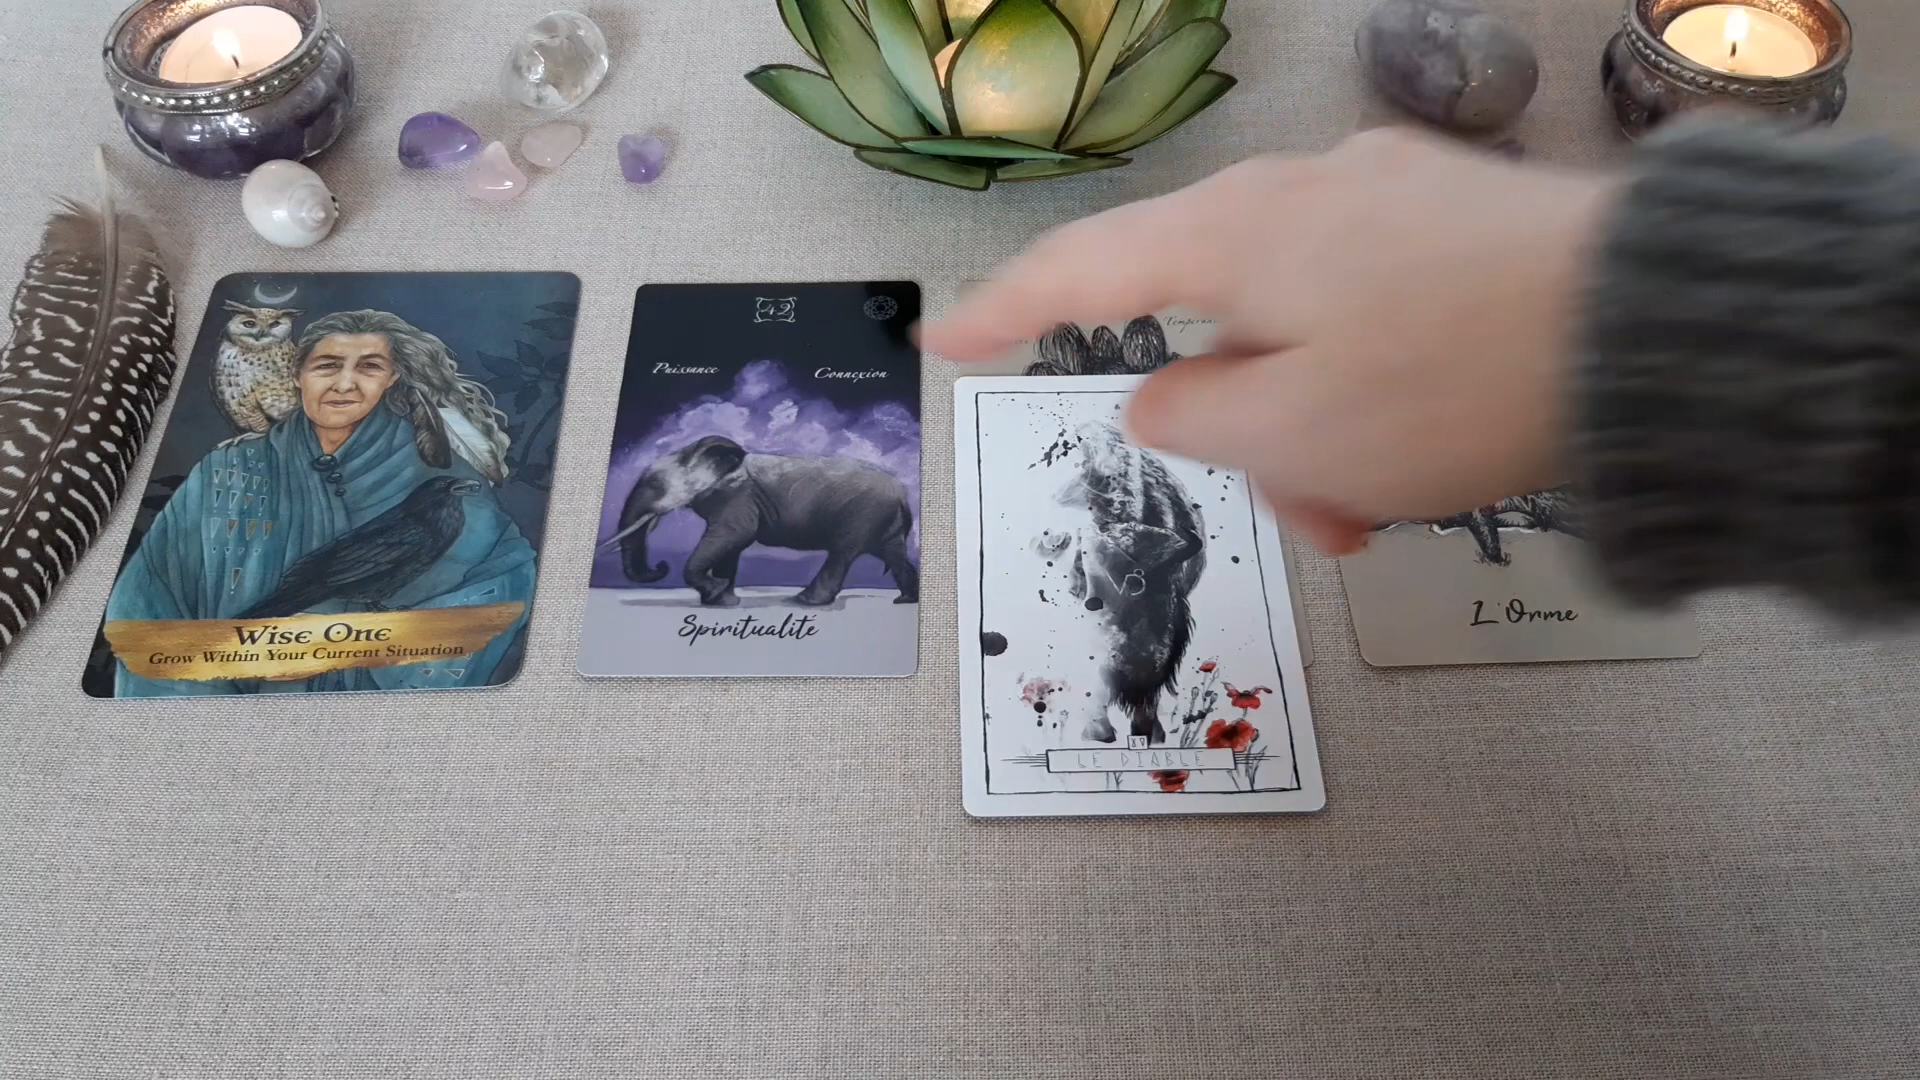 Wise One
Grow Within Your Current Situation
42
Puissance
Connexion
Spiritualité
XV
LE DIABLE
L'Orme